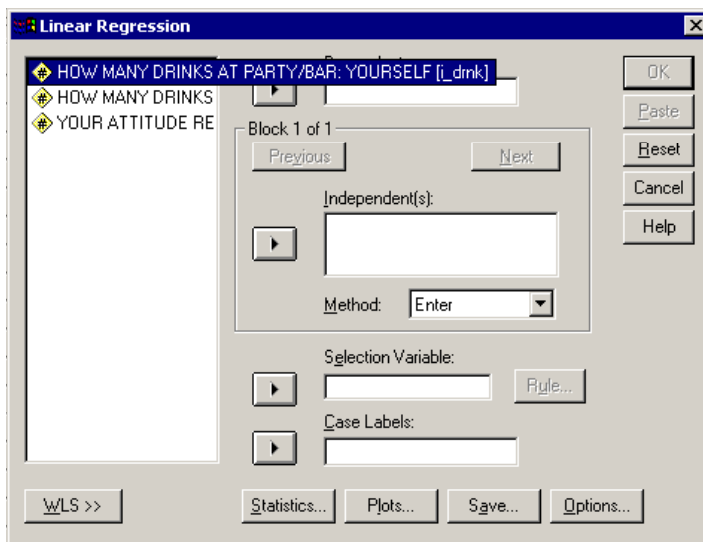 Linear Regression
HOW MANY DRINKS AT PARTY/BAR: YOURSELF [i_drnk]
HOW MANY DRINKS
YOUR ATTITUDE RE
Block 1 of 1
Previous
Next
Independent(s):
Method:
Enter
Selection Variable:
Rule...
Case Labels:
OK
Paste
Reset
Cancel
Help
WLS >>
Statistics...
Plots...
Save...
Options...